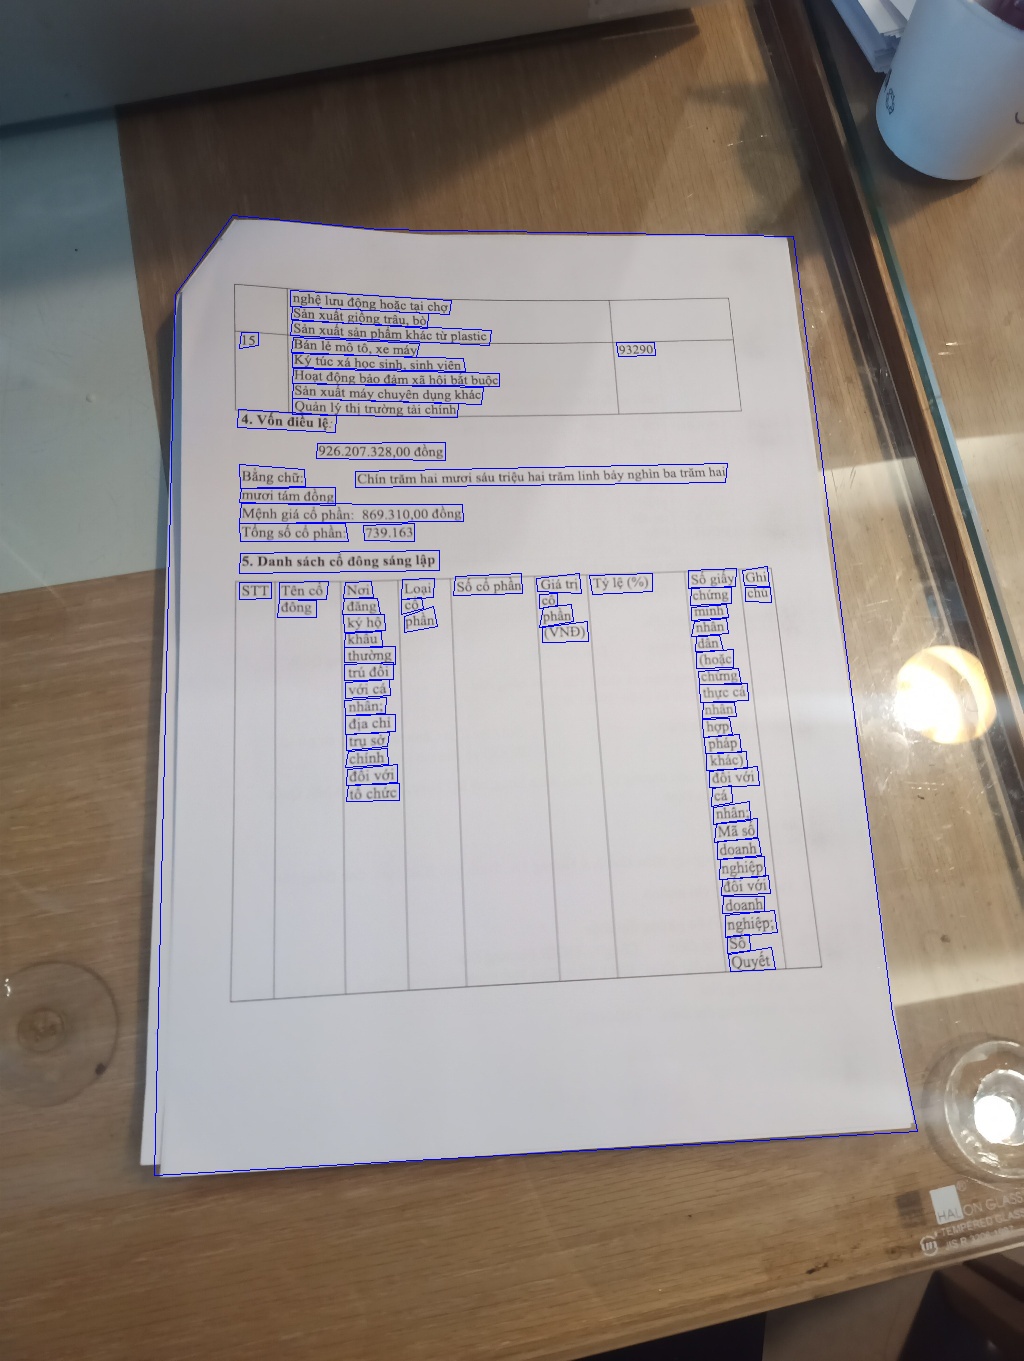 nghệ lưu động hoặc tại chợ
Sản xuất giống trâu, bò
Sản xuất sản phẩm khác từ plastic
15
Bán lẻ mô tô, xe máy
93290
Ký túc xá học sinh, sinh viên
Hoạt động bảo đảm xã hội bắt buộc
Sản xuất máy chuyên dụng khác
Quản lý thị trường tài chính
4. Vốn điều lệ:
926.207.328,00 đồng
Bằng chữ: Chín trăm hai mươi sáu triệu hai trăm linh bảy nghìn ba trăm hai
mươi tám đồng
Mệnh giá cổ phần: 869.310,00 đồng
Tổng số cổ phần: 739.163
5. Danh sách cổ đông sáng lập
STT
Tên cổ
đông
Nơi
đăng
ký hộ
khẩu
thường
trú đối
với cá
nhân;
địa chỉ
trụ sở
chính
đối với
tổ chức
Loại
cổ
phần
Số cổ phần
Giá trị
cổ
phần
(VNĐ)
Tỷ lệ (%)
Số giấy
chứng
minh
nhân
dân
(hoặc
chứng
thực cá
nhân
hợp
pháp
khác)
đối với
cá
nhân;
Mã số
doanh
nghiệp
đối với
doanh
nghiệp;
Số
Quyết
Ghi
chú
HALON GLASS
TEMPERED GLASS